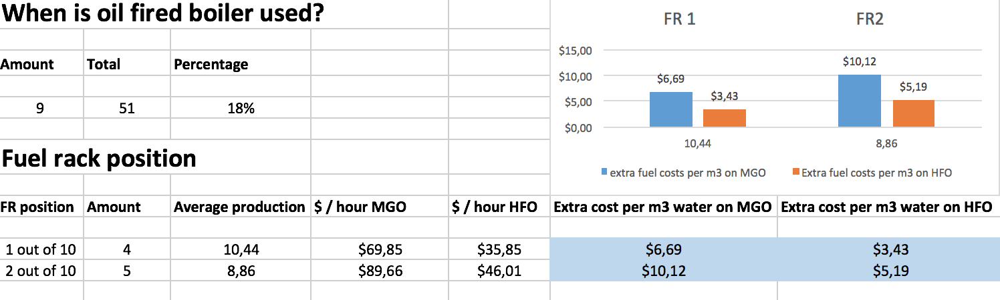 When is oil fired boiler used?
Amount Total Percentage
9 51 18%
FR 1 FR2
$15,00
$10,00
$5,00
$0,00
$6,69 $3,43 $10,12 $5,19
10,44 8,86
extra fuel costs per m3 on MGO Extra fuel costs per m3 on HFO
Fuel rack position
FR position Amount Average production $ / hour MGO $ / hour HFO Extra cost per m3 water on MGO Extra cost per m3 water on HFO
1 out of 10 4 10,44 $69,85 $35,85 $6,69 $3,43
2 out of 10 5 8,86 $89,66 $46,01 $10,12 $5,19